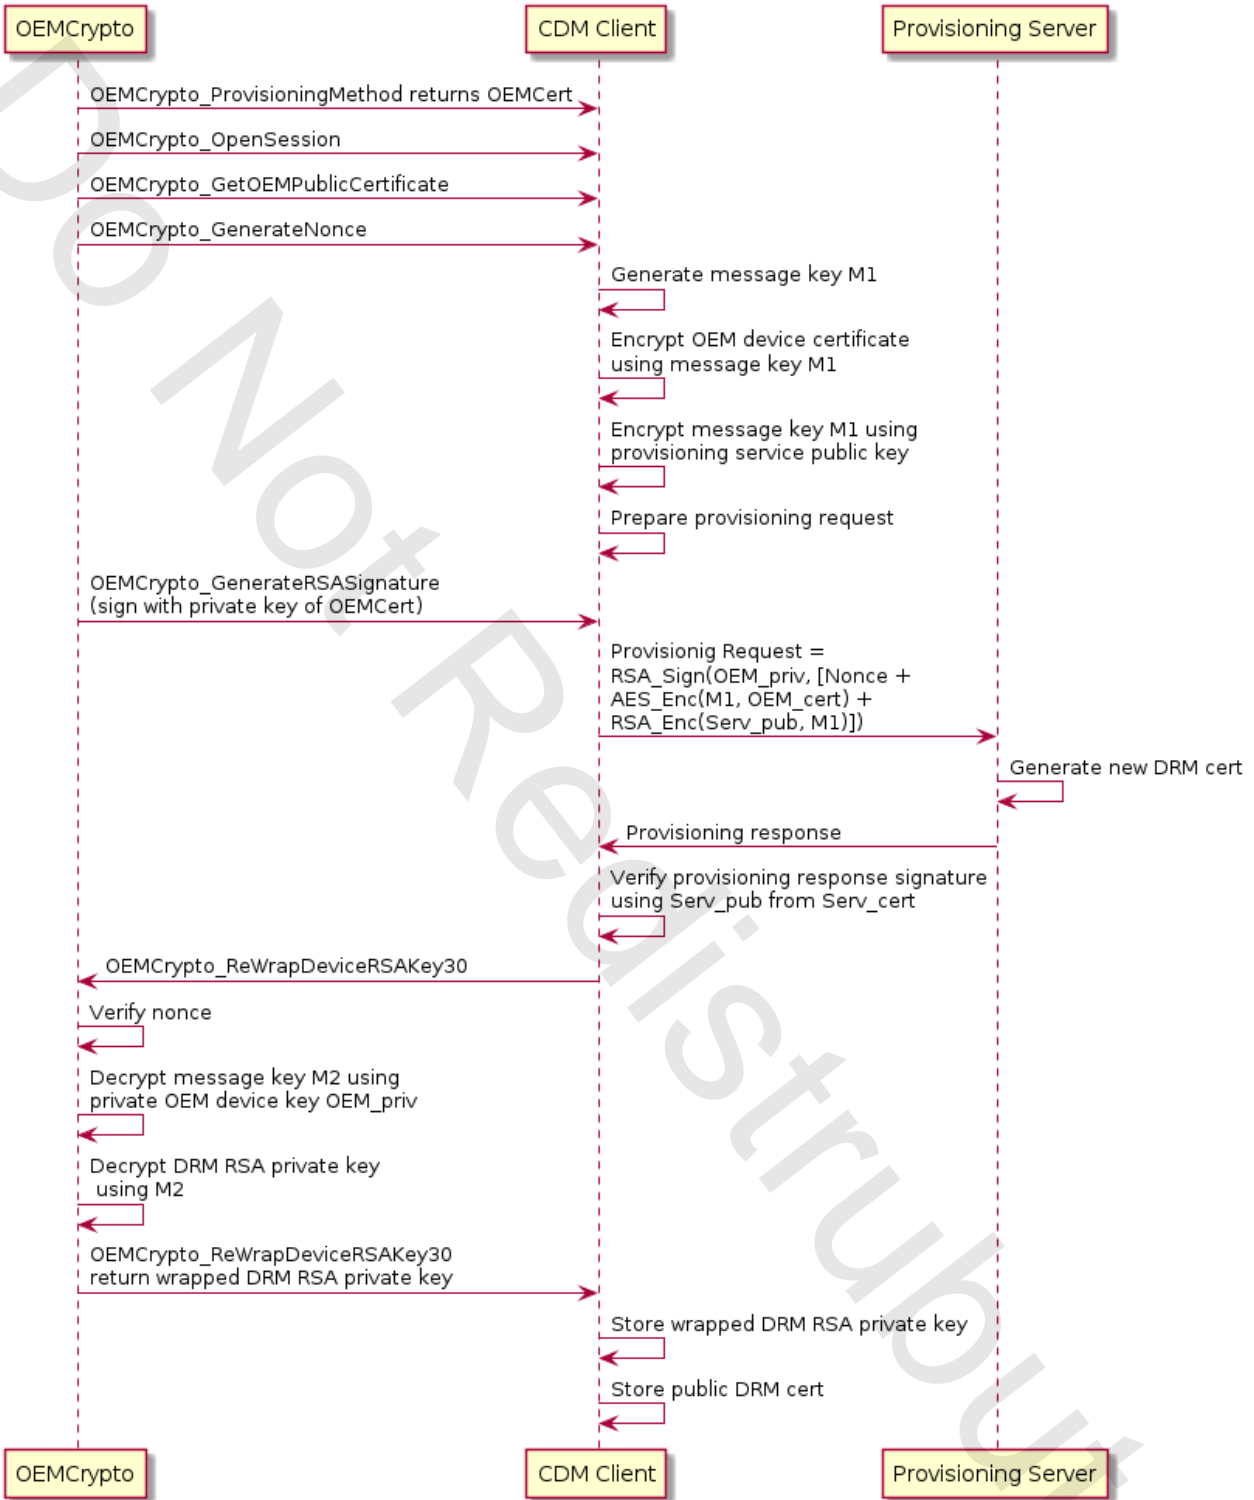 OEMCrypto
CDM Client
Provisioning Server
OEMCrypto_ProvisioningMethod returns OEMCert
OEMCrypto_OpenSession
OEMCrypto_GetOEMPublicCertificate
OEMCrypto_GenerateNonce
Generate message key M1
Encrypt OEM device certificate
using message key M1
Encrypt message key M1 using
provisioning service public key
Prepare provisioning request
OEMCrypto_GenerateRSASignature
(sign with private key of OEMCert)
Provisionig Request =
RSA_Sign(OEM_priv, [Nonce +
AES_Enc(M1, OEM_cert) +
RSA_Enc(Serv_pub, M1)])
Generate new DRM cert
Provisioning response
Verify provisioning response signature
using Serv_pub from Serv_cert
OEMCrypto_ReWrapDeviceRSAKey30
Verify nonce
Decrypt message key M2 using
private OEM device key OEM_priv
Decrypt DRM RSA private key
using M2
OEMCrypto_ReWrapDeviceRSAKey30
return wrapped DRM RSA private key
Store wrapped DRM RSA private key
Store public DRM cert
OEMCrypto
CDM Client
Provisioning Server
Do Not Redistribut